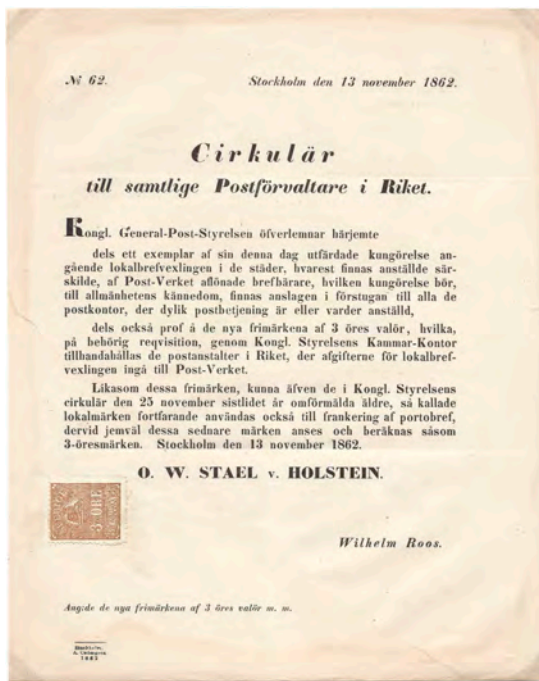 № 62.
Stockholm den 13 november 1862.
Cirkulär
till samtlige Postförvaltare i Riket.
Kongl. General-Post-Styrelsen öfverlemnar härjemte
dels ett exemplar af sin denna dag utfärdade kungörelse an-
gående lokalbrefvexlingen i de städer, hvarest finnas anställde sär-
skilde, af Post-Verket aflönade brefbärare, hvilken kungörelse bör,
till allmänhetens kännedom, finnas anslagen i förstugan till alla de
postkontor, der dylik postbetjening är eller varder anställd,
dels också prof å de nya frimärkena af 3 öres valör, hvilka,
på behörig reqvisition, genom Kongl. Styrelsens Kammar-Kontor
tillhandahållas de postanstalter i Riket, der afgifterne för lokalbref-
vexlingen ingå till Post-Verket.
Likasom dessa frimärken, kunna äfven de i Kongl. Styrelsens
cirkulär den 25 november sistlidet år omförmälda äldre, så kallade
lokalmärken fortfarande användas också till frankering af portobref,
dervid jemväl dessa sednare märken anses och beräknas såsom
3-öresmärken. Stockholm den 13 november 1862.
O. W. STAEL v. HOLSTEIN.
3 ÖRE
Wilhelm Roos.
Ang:de de nya frimärkena af 3 öres valör m. m.
Stockholm,
1862